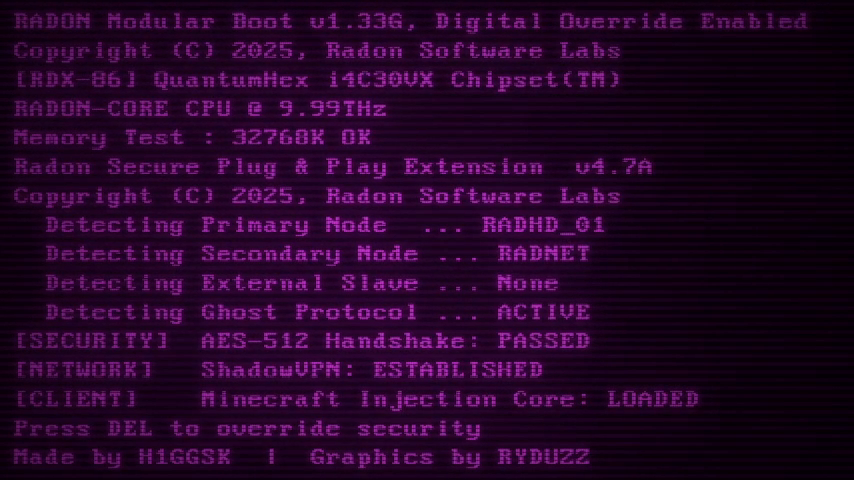 RADON Modular Boot v1.33G, Digital Override Enabled
Copyright (C) 2025, Radon Software Labs
[RDX-86] QuantumHex i4C30VX Chipset(TM)
RADON-CORE CPU @ 9.99THz
Memory Test : 32768K OK
Radon Secure Plug & Play Extension  v4.7A
Copyright (C) 2025, Radon Software Labs
  Detecting Primary Node   ... RADHD_01
  Detecting Secondary Node ... RADNET
  Detecting External Slave ... None
  Detecting Ghost Protocol ... ACTIVE
[SECURITY]  AES-512 Handshake: PASSED
[NETWORK]   ShadowVPN: ESTABLISHED
[CLIENT]    Minecraft Injection Core: LOADED
Press DEL to override security
Made by H1GGSK  |  Graphics by RYDUZZ